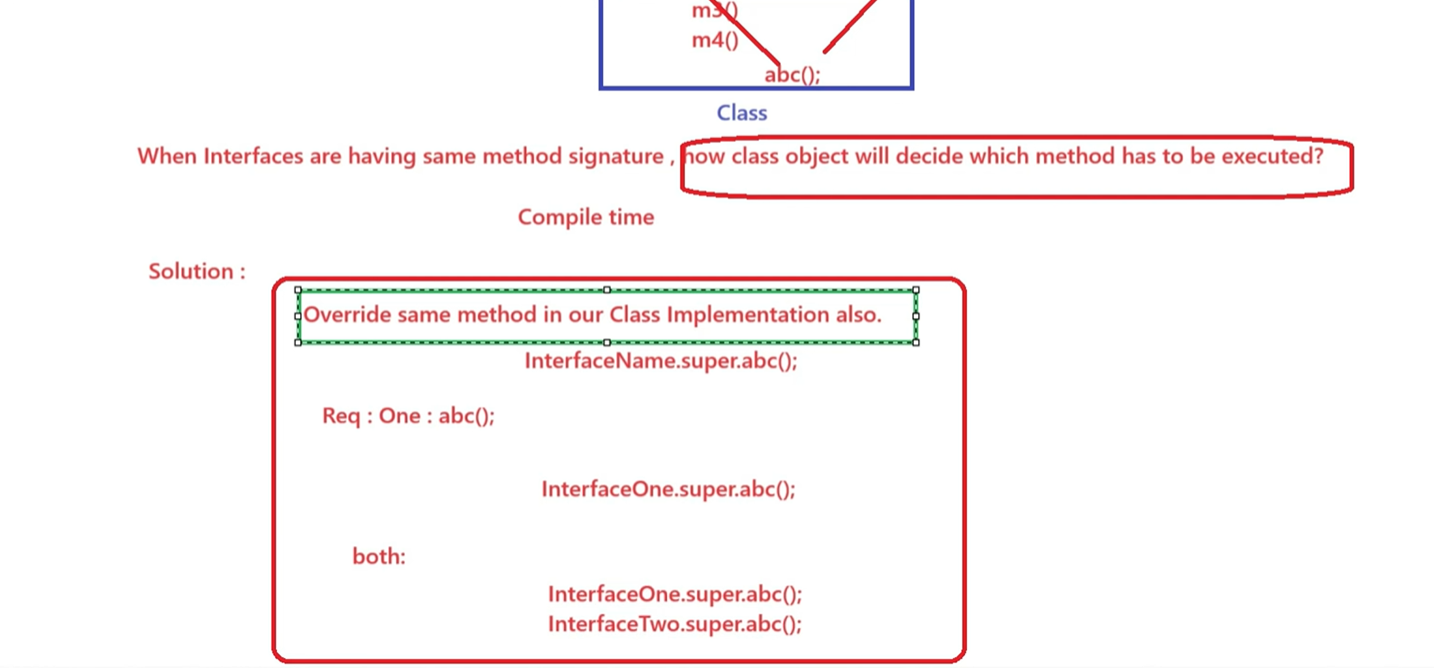 m3()
m4()
abc();
Class
When Interfaces are having same method signature , how class object will decide which method has to be executed?
Compile time
Solution :
Override same method in our Class Implementation also.
InterfaceName.super.abc();
Req : One : abc();
InterfaceOne.super.abc();
both:
InterfaceOne.super.abc();
InterfaceTwo.super.abc();